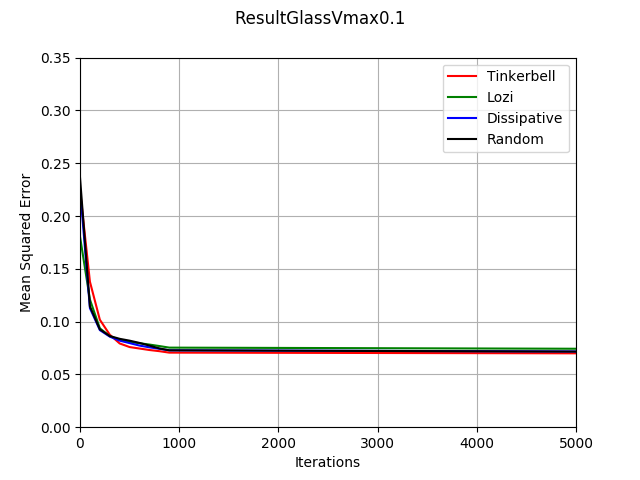 ResultGlassVmax0.1
0.35
0.30
0.25
0.20
0.15
0.10
0.05
0.00
Mean Squared Error
Tinkerbell
Lozi
Dissipative
Random
0 1000 2000 3000 4000 5000
Iterations